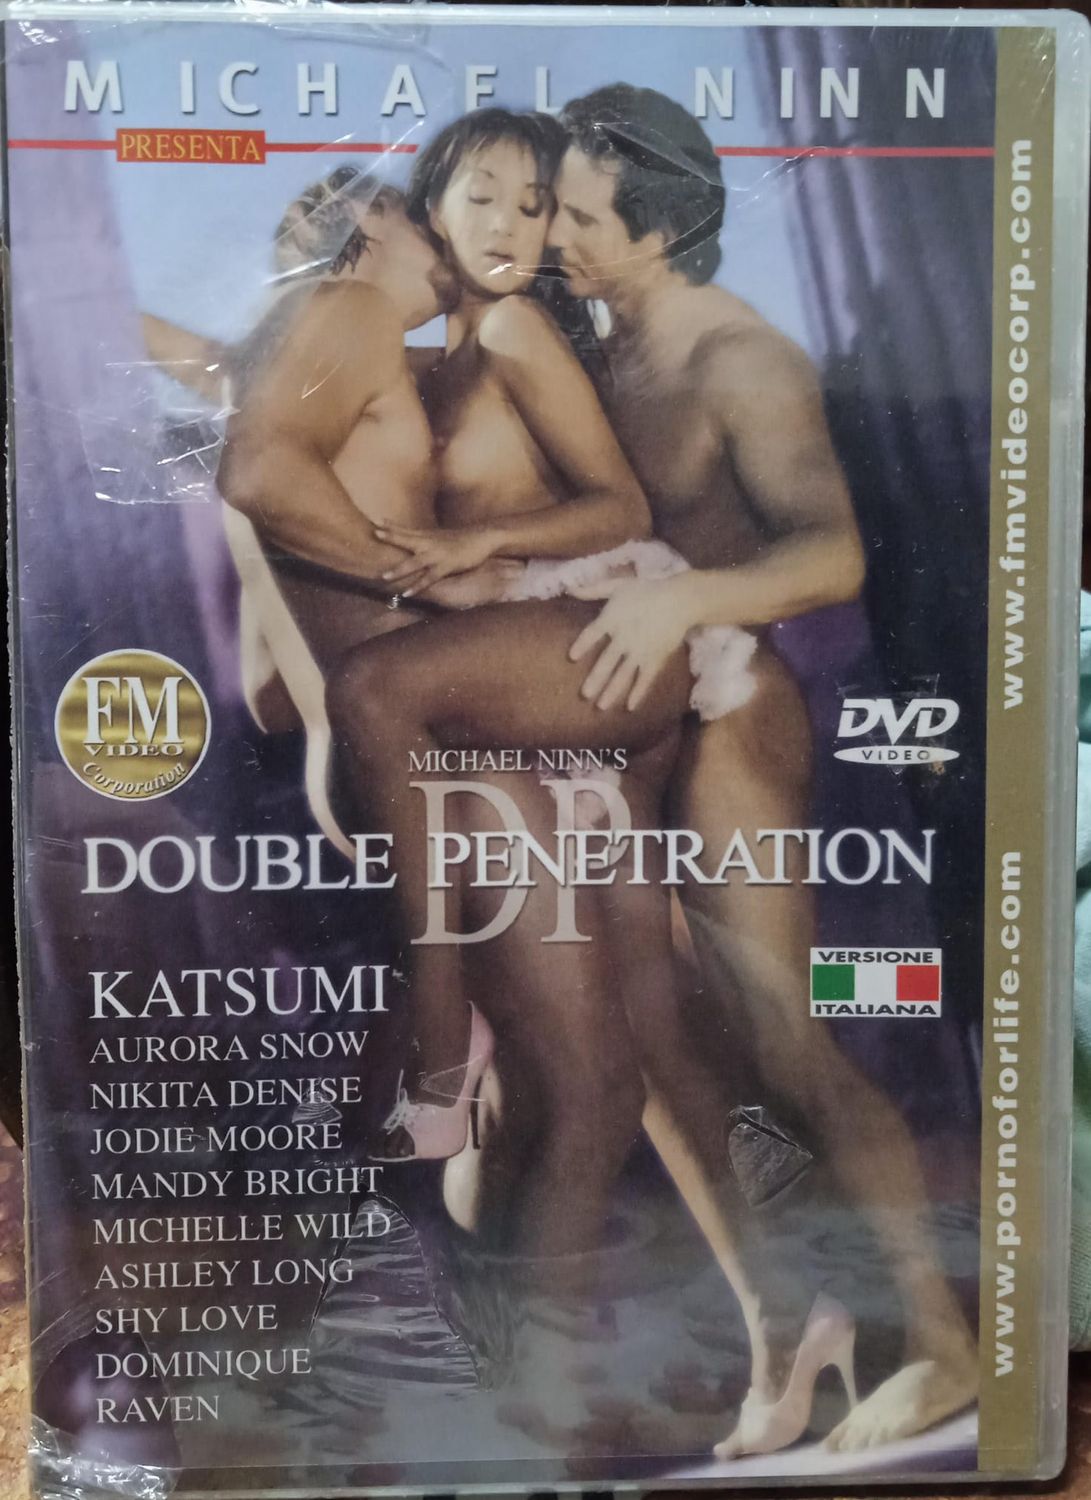 MICHAEL NINN
PRESENTA
FM
VIDEO
Corporation
DVD
VIDEO
MICHAEL NINN'S
DP
DOUBLE PENETRATION
VERSIONE
ITALIANA
KATSUMI
AURORA SNOW
NIKITA DENISE
JODIE MOORE
MANDY BRIGHT
MICHELLE WILD
ASHLEY LONG
SHY LOVE
DOMINIQUE
RAVEN
www.fmvideocorp.com
www.pornoforlife.com